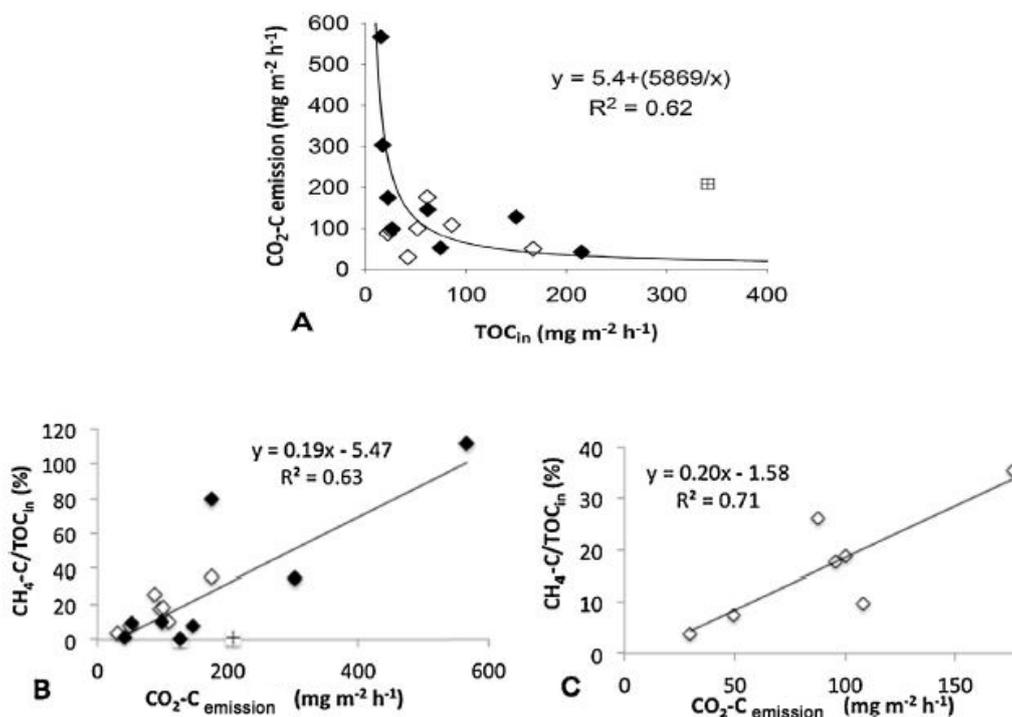 600
500
400
300
200
100
0
CO₂-C emission (mg m⁻² h⁻¹)
y = 5.4+(5869/x)
R² = 0.62
0 100 200 300 400
TOCᵢₙ (mg m⁻² h⁻¹)
A
120
100
80
60
40
20
0
CH₄-C/TOCᵢₙ (%)
y = 0.19x - 5.47
R² = 0.63
0 200 400 600
CO₂-C emission (mg m⁻² h⁻¹)
B
40
30
20
10
0
CH₄-C/TOCᵢₙ (%)
y = 0.20x - 1.58
R² = 0.71
0 50 100 150
CO₂-C emission (mg m⁻² h⁻¹)
C